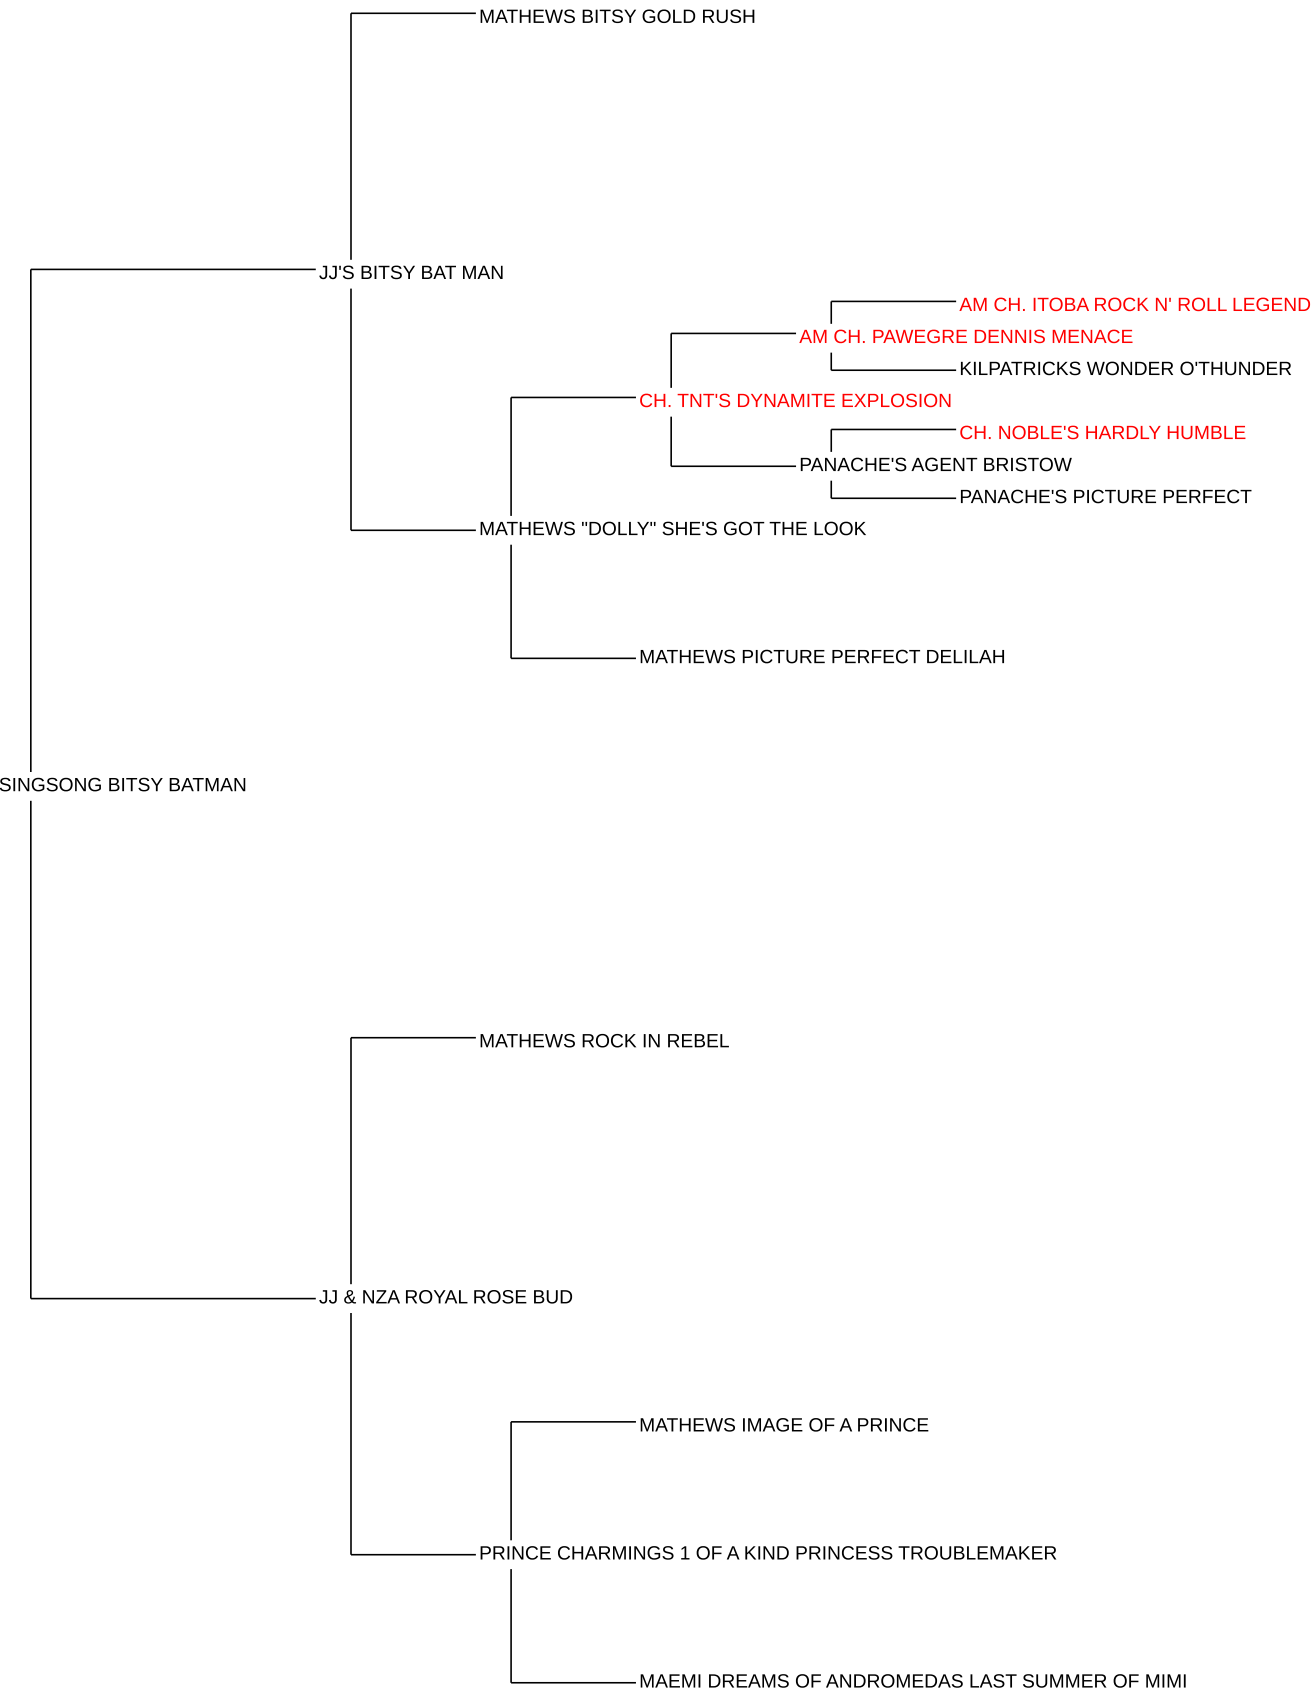 MATHEWS BITSY GOLD RUSH
JJ'S BITSY BAT MAN
AM CH. ITOBA ROCK N' ROLL LEGEND
AM CH. PAWEGRE DENNIS MENACE
KILPATRICKS WONDER O'THUNDER
CH. TNT'S DYNAMITE EXPLOSION
CH. NOBLE'S HARDLY HUMBLE
PANACHE'S AGENT BRISTOW
PANACHE'S PICTURE PERFECT
MATHEWS "DOLLY" SHE'S GOT THE LOOK
MATHEWS PICTURE PERFECT DELILAH
SINGSONG BITSY BATMAN
MATHEWS ROCK IN REBEL
JJ & NZA ROYAL ROSE BUD
MATHEWS IMAGE OF A PRINCE
PRINCE CHARMINGS 1 OF A KIND PRINCESS TROUBLEMAKER
MAEMI DREAMS OF ANDROMEDAS LAST SUMMER OF MIMI